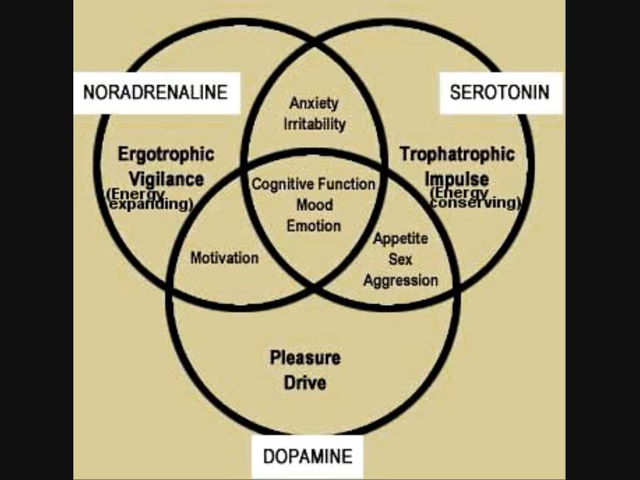 NORADRENALINE
SEROTONIN
Anxiety
Irritability
Ergotrophic
Vigilance
(Energy
expanding)
Trophatrophic
Impulse
(Energy
conserving)
Cognitive Function
Mood
Emotion
Motivation
Appetite
Sex
Aggression
Pleasure
Drive
DOPAMINE